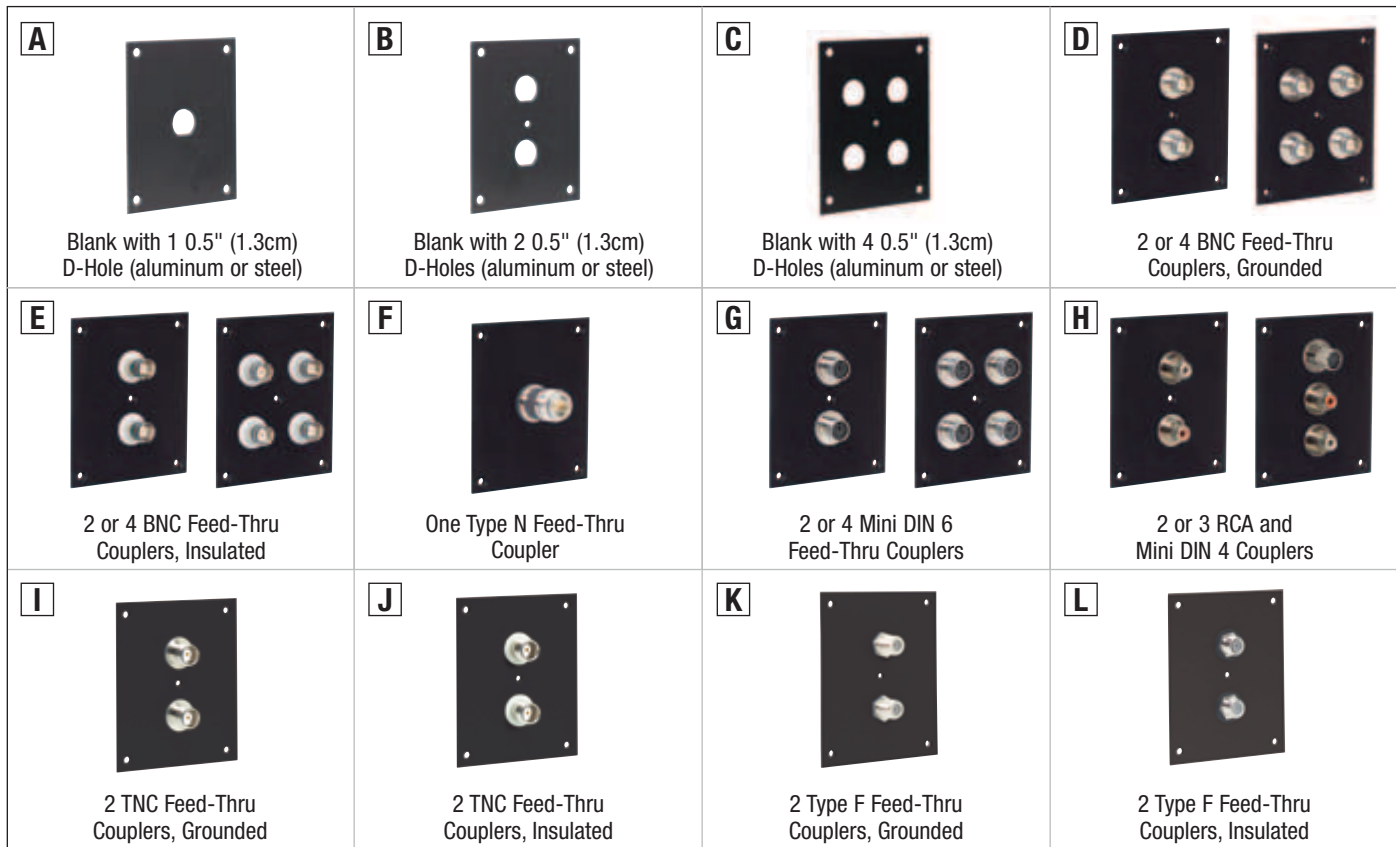 A
Blank with 1 0.5" (1.3cm)
D-Hole (aluminum or steel)
B
Blank with 2 0.5" (1.3cm)
D-Holes (aluminum or steel)
C
Blank with 4 0.5" (1.3cm)
D-Holes (aluminum or steel)
D
2 or 4 BNC Feed-Thru
Couplers, Grounded
E
2 or 4 BNC Feed-Thru
Couplers, Insulated
F
One Type N Feed-Thru
Coupler
G
2 or 4 Mini DIN 6
Feed-Thru Couplers
H
2 or 3 RCA and
Mini DIN 4 Couplers
I
2 TNC Feed-Thru
Couplers, Grounded
J
2 TNC Feed-Thru
Couplers, Insulated
K
2 Type F Feed-Thru
Couplers, Grounded
L
2 Type F Feed-Thru
Couplers, Insulated